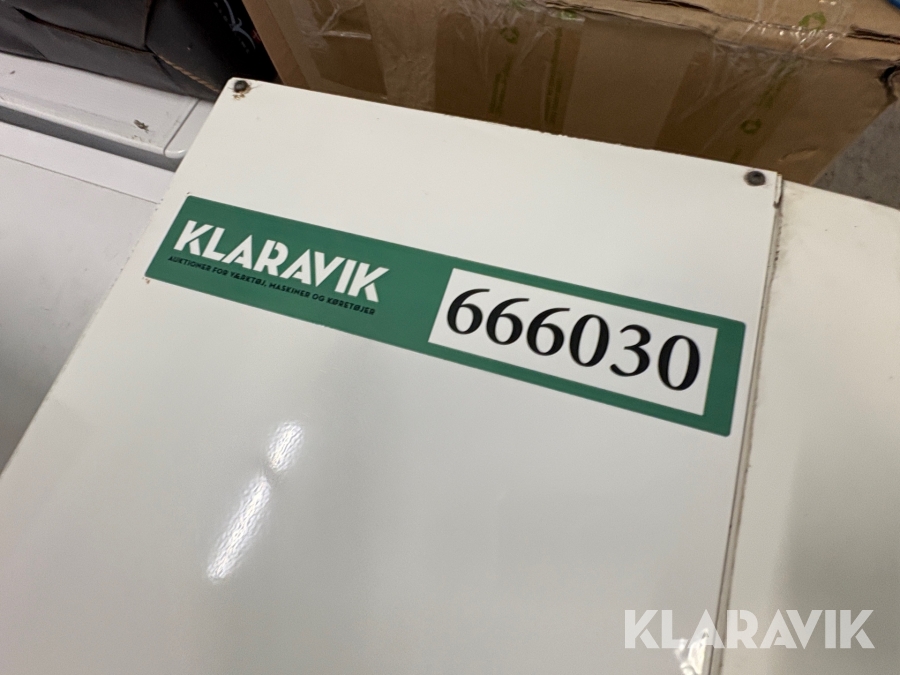 KLARAVIK
AUKTIONER FOR VÆRKTØJ, MASKINER OG KØRETØJER
666030
KLARAVIK